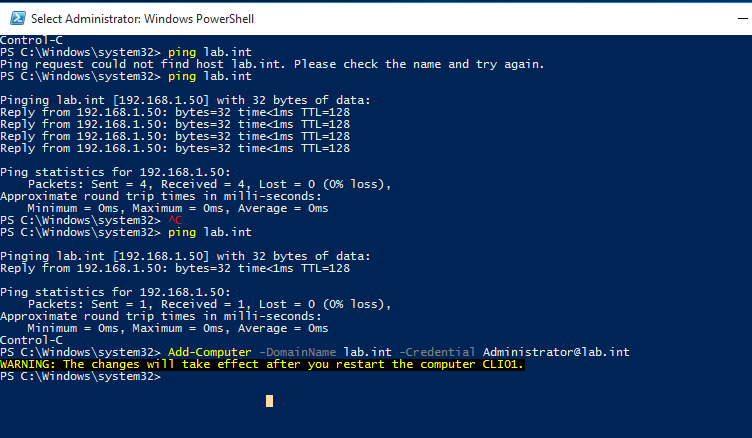 Select Administrator: Windows PowerShell
Control-C
PS C:\Windows\system32> ping lab.int
Ping request could not find host lab.int. Please check the name and try again.
PS C:\Windows\system32> ping lab.int
Pinging lab.int [192.168.1.50] with 32 bytes of data:
Reply from 192.168.1.50: bytes=32 time<1ms TTL=128
Reply from 192.168.1.50: bytes=32 time<1ms TTL=128
Reply from 192.168.1.50: bytes=32 time<1ms TTL=128
Reply from 192.168.1.50: bytes=32 time<1ms TTL=128
Ping statistics for 192.168.1.50:
    Packets: Sent = 4, Received = 4, Lost = 0 (0% loss),
Approximate round trip times in milli-seconds:
    Minimum = 0ms, Maximum = 0ms, Average = 0ms
PS C:\Windows\system32> ^C
PS C:\Windows\system32> ping lab.int
Pinging lab.int [192.168.1.50] with 32 bytes of data:
Reply from 192.168.1.50: bytes=32 time<1ms TTL=128
Ping statistics for 192.168.1.50:
    Packets: Sent = 1, Received = 1, Lost = 0 (0% loss),
Approximate round trip times in milli-seconds:
    Minimum = 0ms, Maximum = 0ms, Average = 0ms
Control-C
PS C:\Windows\system32> Add-Computer -DomainName lab.int -Credential Administrator@lab.int
WARNING: The changes will take effect after you restart the computer CLI01.
PS C:\Windows\system32>